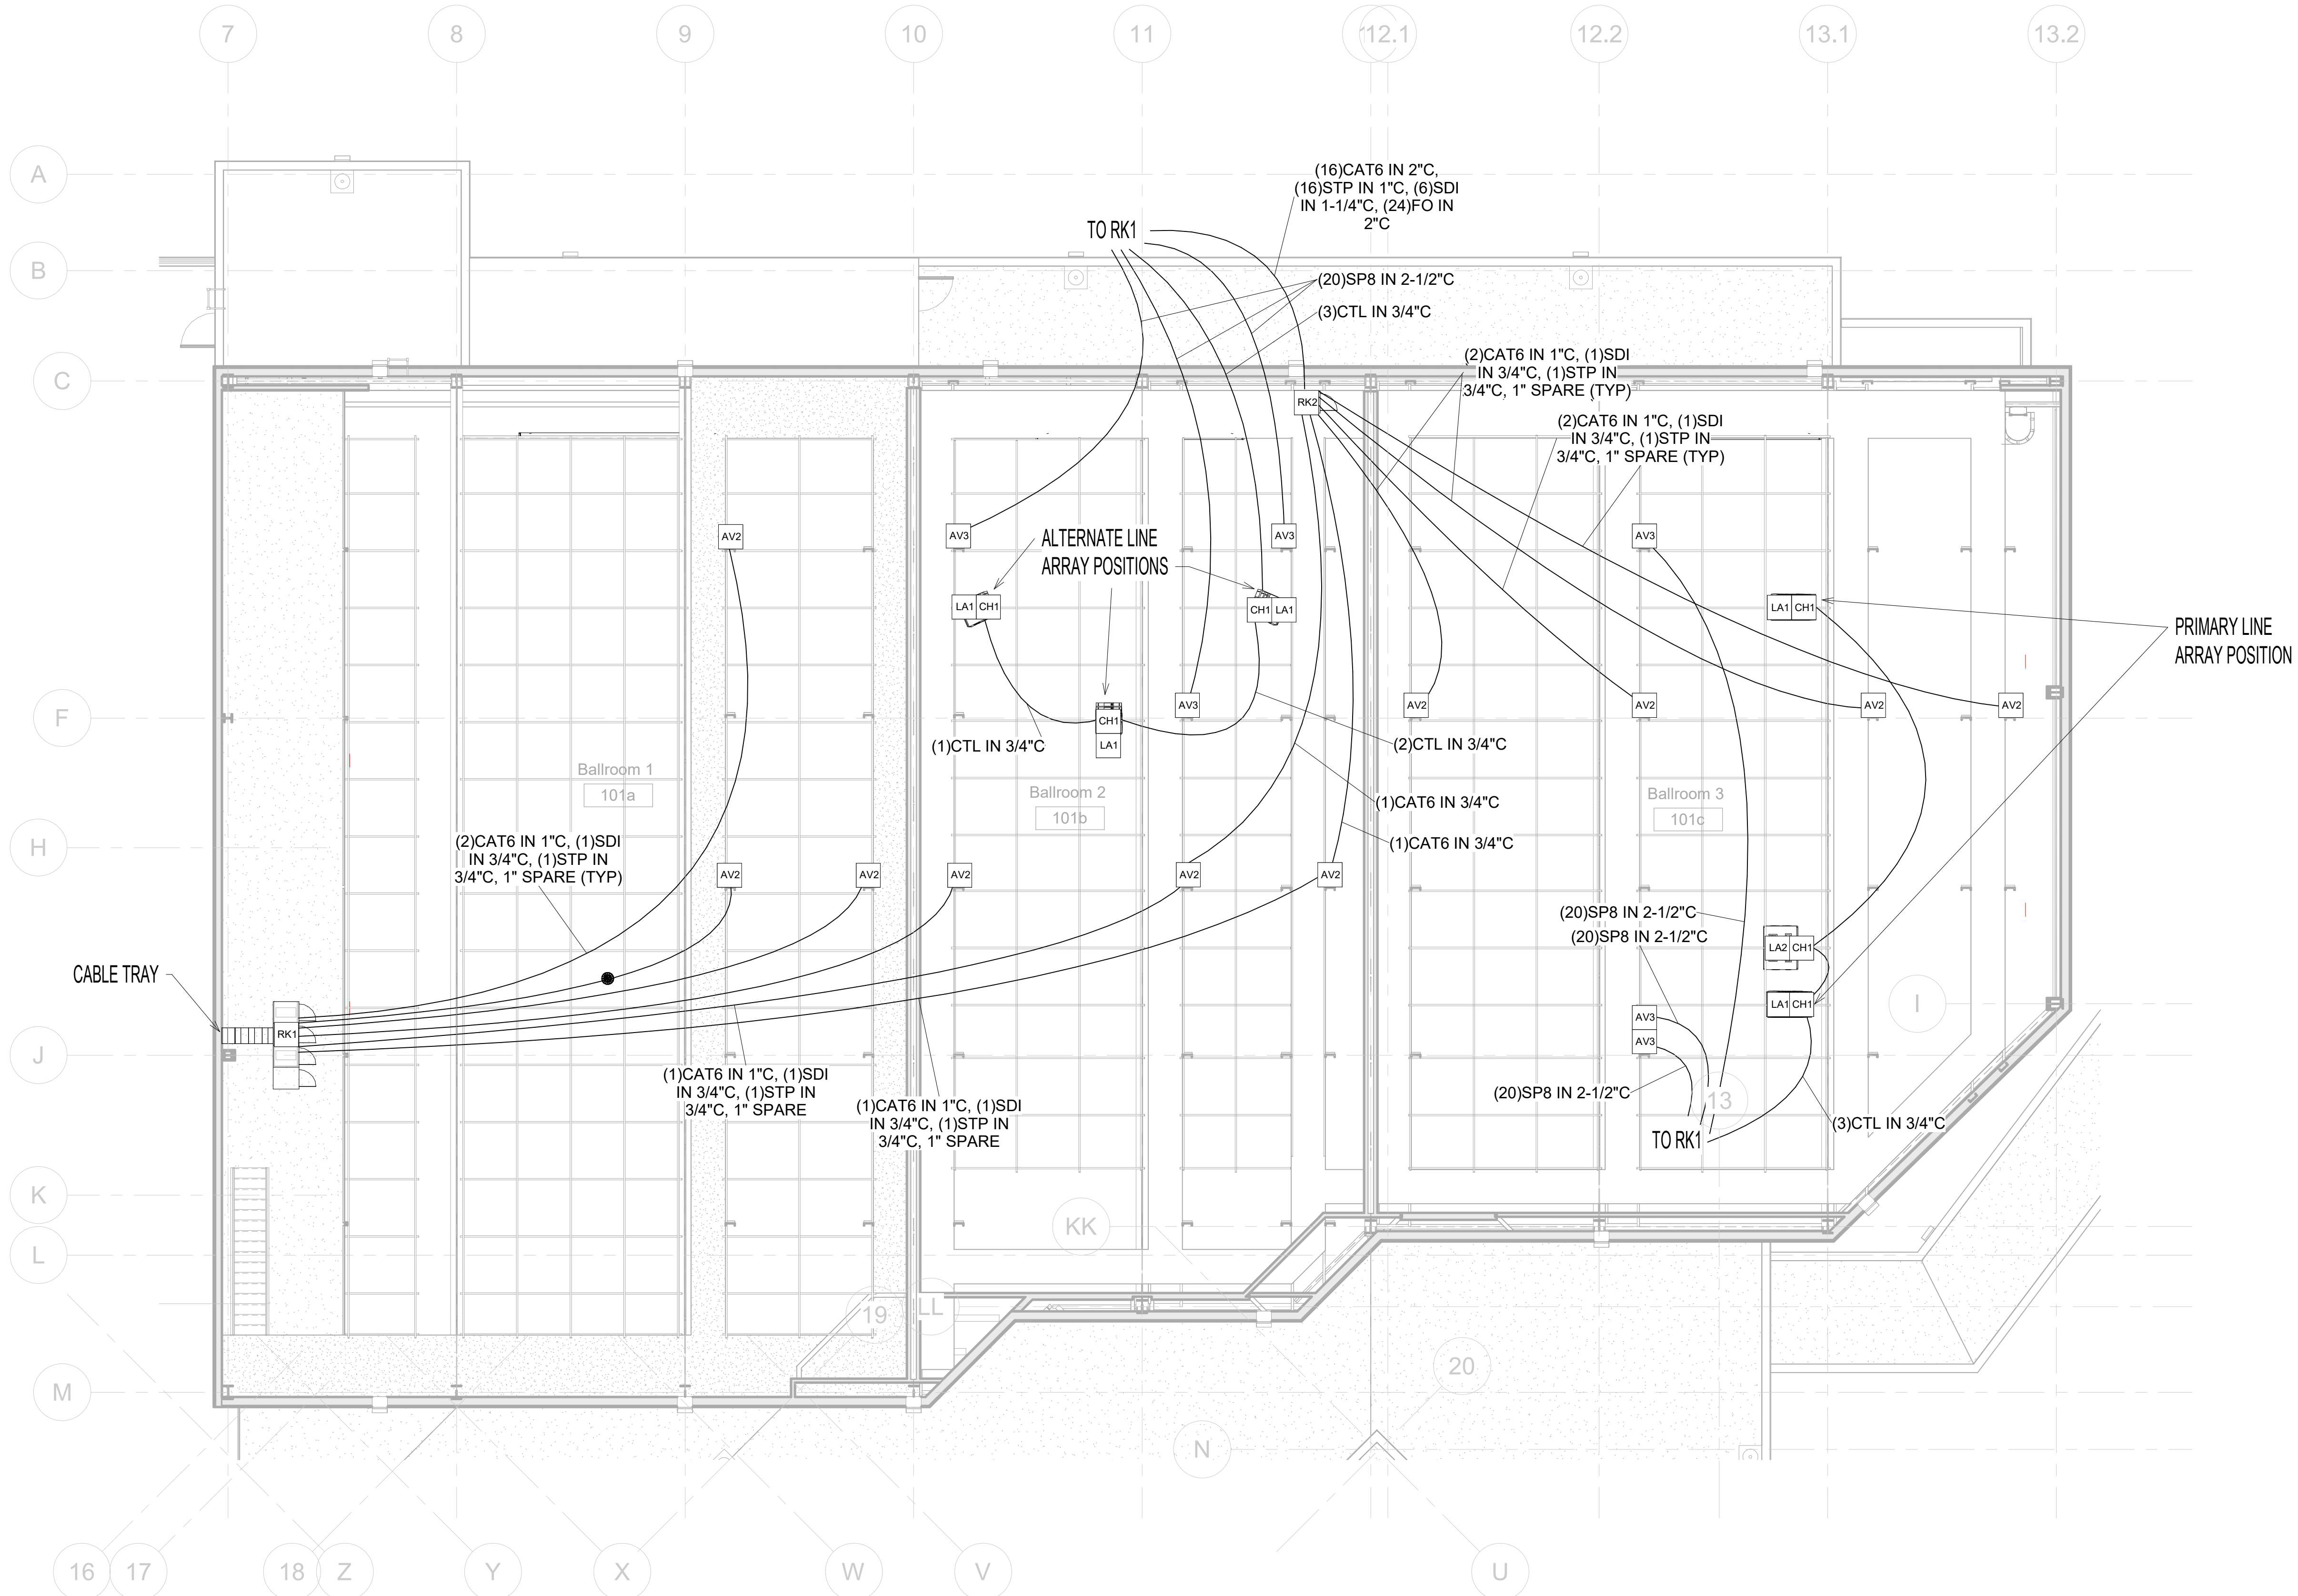 7
8
9
10
11
12.1
12.2
13.1
13.2
A
(16)CAT6 IN 2"C,
(16)STP IN 1"C, (6)SDI
IN 1-1/4"C, (24)FO IN
2"C
TO RK1
B
(20)SP8 IN 2-1/2"C
(3)CTL IN 3/4"C
C
(2)CAT6 IN 1"C, (1)SDI
IN 3/4"C, (1)STP IN
3/4"C, 1" SPARE (TYP)
RK2
(2)CAT6 IN 1"C, (1)SDI
IN 3/4"C, (1)STP IN
3/4"C, 1" SPARE (TYP)
AV2
AV3
ALTERNATE LINE
ARRAY POSITIONS
AV3
AV3
LA1 CH1
CH1 LA1
LA1 CH1
PRIMARY LINE
ARRAY POSITION
F
CH1
LA1
AV3
AV2
AV2
AV2
AV2
(1)CTL IN 3/4"C
(2)CTL IN 3/4"C
Ballroom 1
101a
Ballroom 2
101b
Ballroom 3
101c
(1)CAT6 IN 3/4"C
(1)CAT6 IN 3/4"C
H
(2)CAT6 IN 1"C, (1)SDI
IN 3/4"C, (1)STP IN
3/4"C, 1" SPARE (TYP)
AV2
AV2
AV2
AV2
AV2
(20)SP8 IN 2-1/2"C
(20)SP8 IN 2-1/2"C
LA2 CH1
CABLE TRAY
LA1 CH1
I
RK1
AV3
AV3
J
(1)CAT6 IN 1"C, (1)SDI
IN 3/4"C, (1)STP IN
3/4"C, 1" SPARE
(1)CAT6 IN 1"C, (1)SDI
IN 3/4"C, (1)STP IN
3/4"C, 1" SPARE
(20)SP8 IN 2-1/2"C
13
TO RK1
(3)CTL IN 3/4"C
K
KK
L
19
LL
20
M
N
16
17
18
Z
Y
X
W
V
U